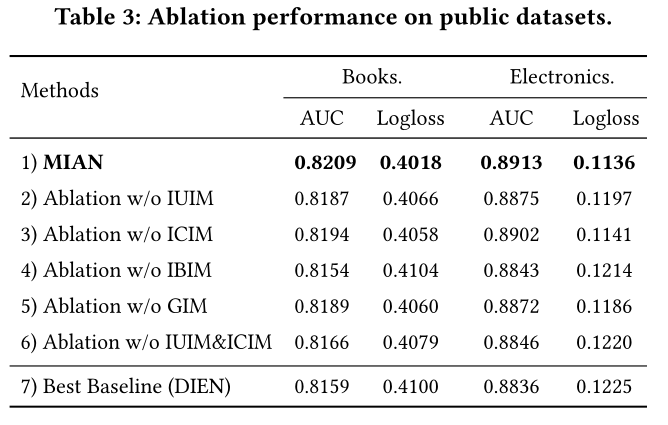 Table 3: Ablation performance on public datasets.
Methods Books. Electronics.
AUC Logloss AUC Logloss
1) MIAN 0.8209 0.4018 0.8913 0.1136
2) Ablation w/o IUIM 0.8187 0.4066 0.8875 0.1197
3) Ablation w/o ICIM 0.8194 0.4058 0.8902 0.1141
4) Ablation w/o IBIM 0.8154 0.4104 0.8843 0.1214
5) Ablation w/o GIM 0.8189 0.4060 0.8872 0.1186
6) Ablation w/o IUIM&ICIM 0.8166 0.4079 0.8846 0.1220
7) Best Baseline (DIEN) 0.8159 0.4100 0.8836 0.1225